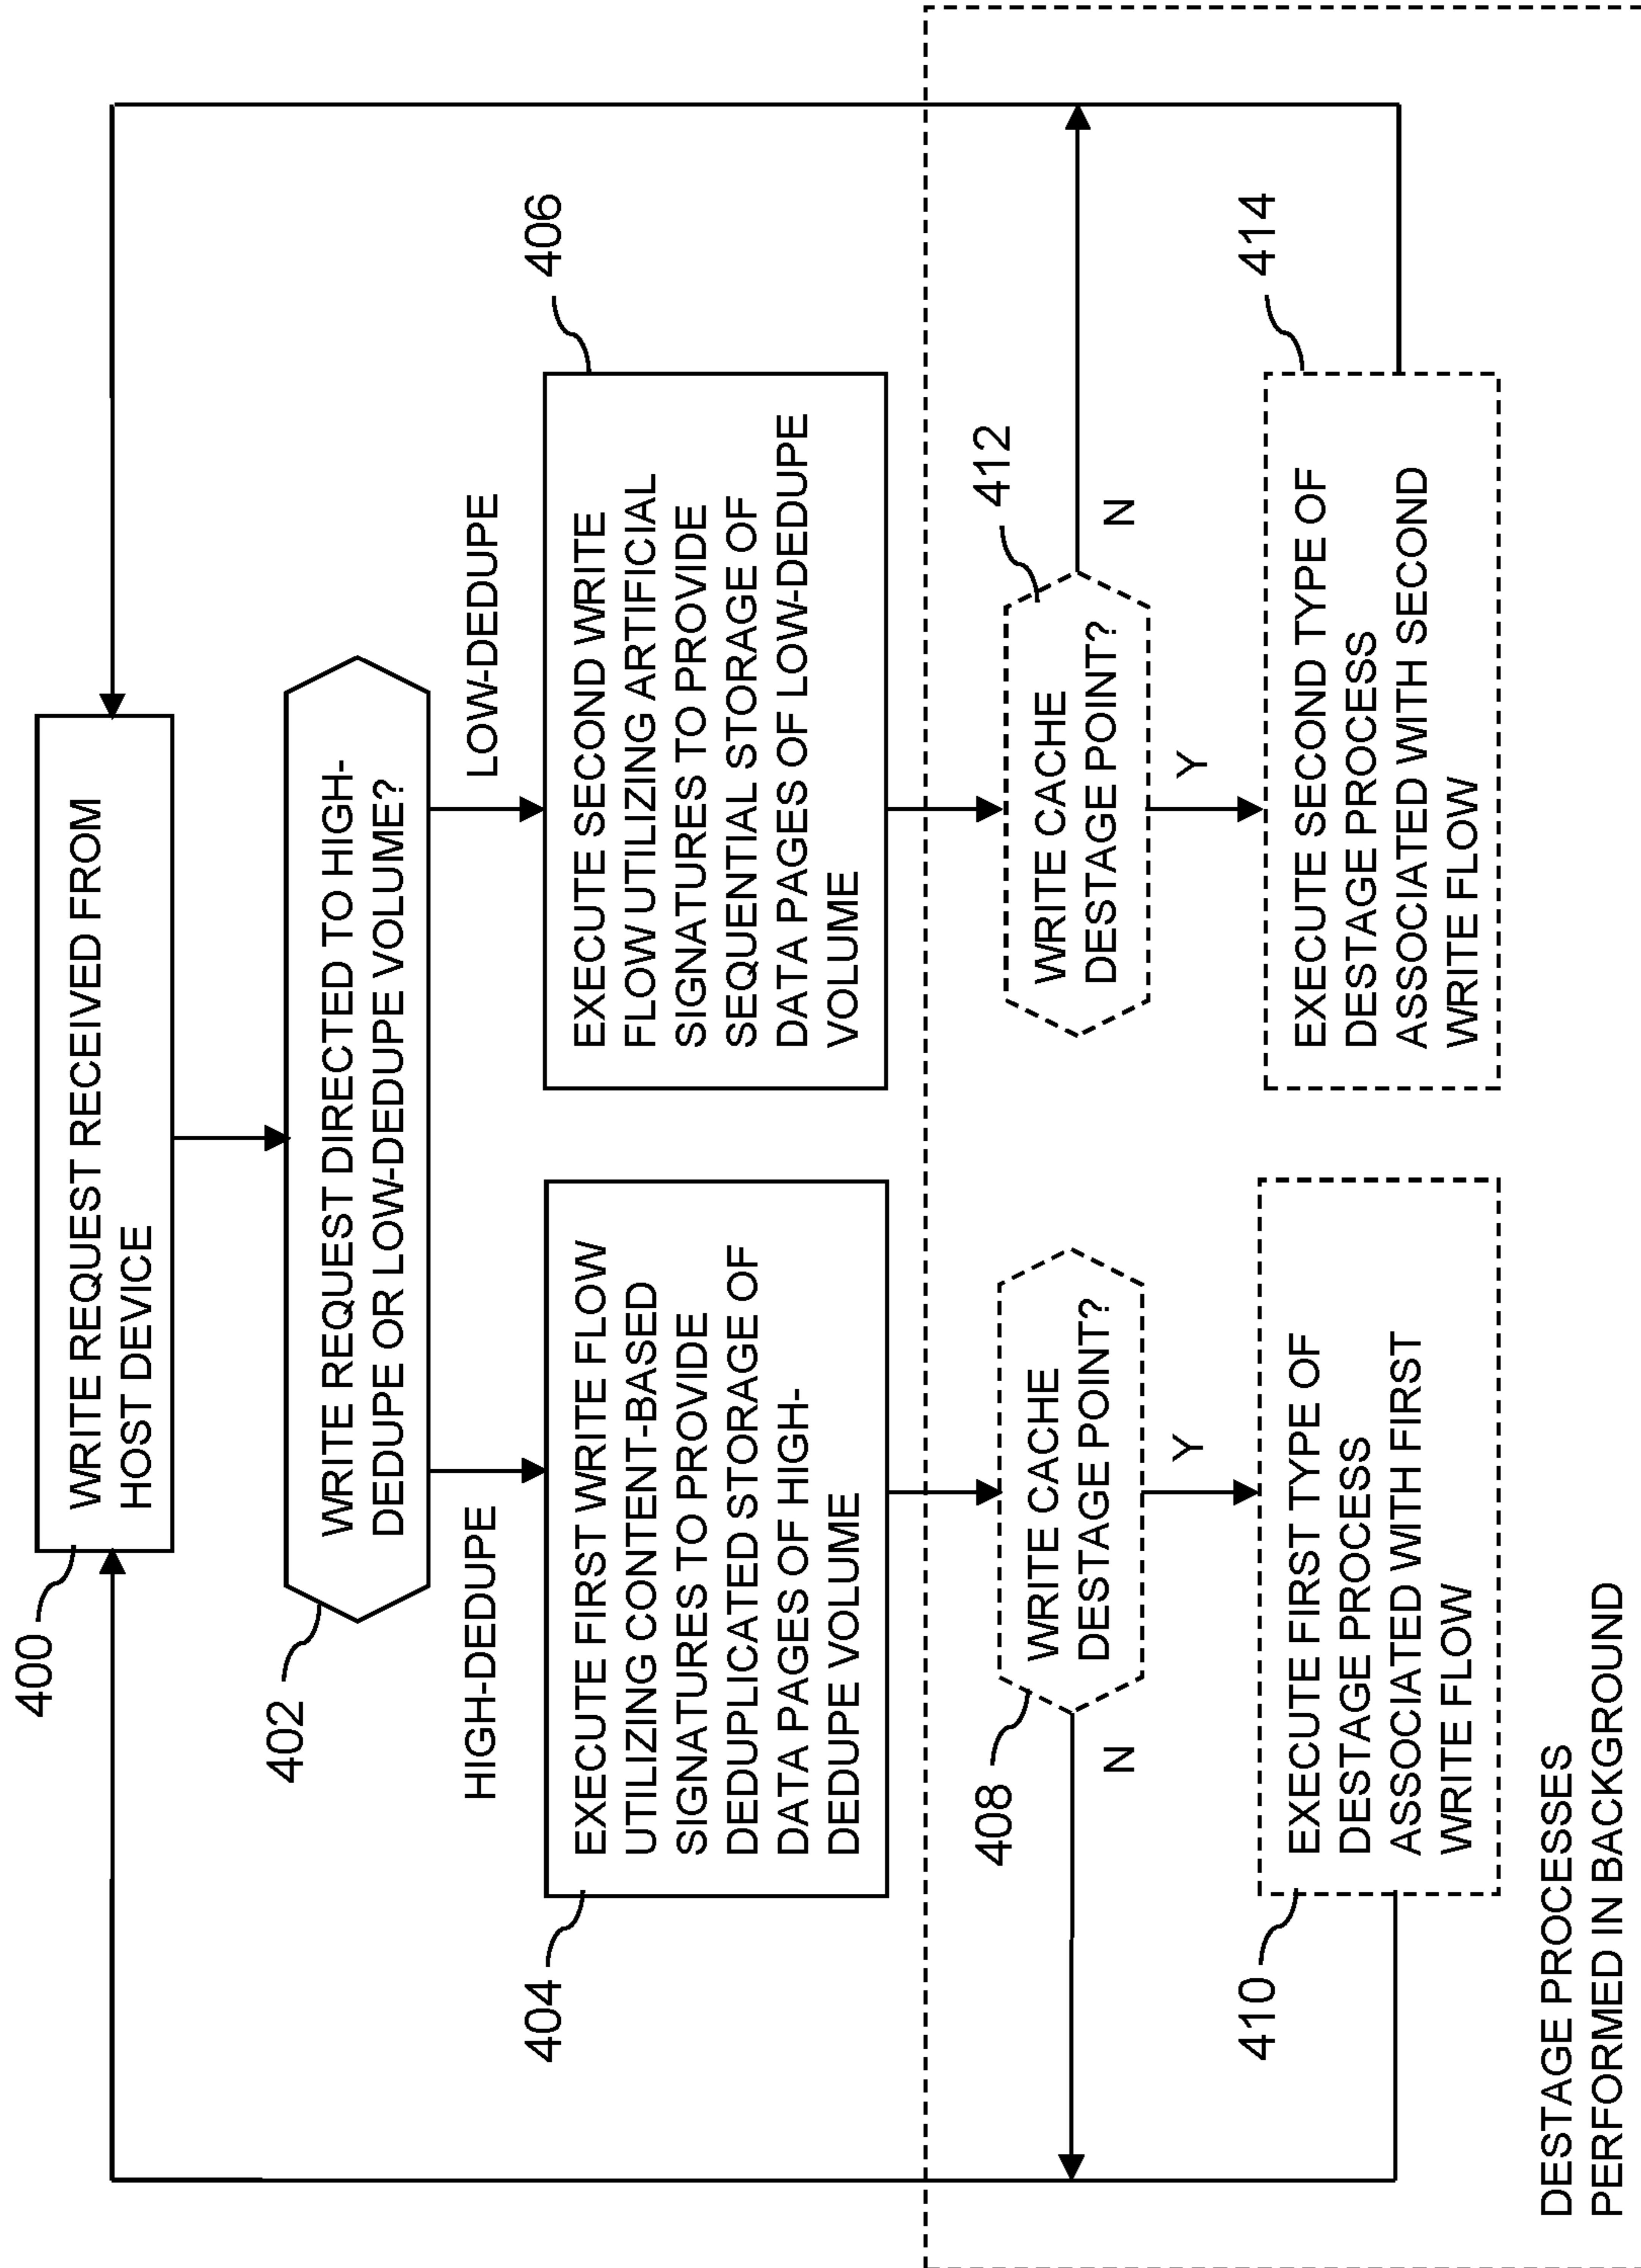 400
WRITE REQUEST RECEIVED FROM
HOST DEVICE
402
WRITE REQUEST DIRECTED TO HIGH-
DEDUPE OR LOW-DEDUPE VOLUME?
HIGH-DEDUPE
LOW-DEDUPE
404
EXECUTE FIRST WRITE FLOW
UTILIZING CONTENT-BASED
SIGNATURES TO PROVIDE
DEDUPLICATED STORAGE OF
DATA PAGES OF HIGH-
DEDUPE VOLUME
406
EXECUTE SECOND WRITE
FLOW UTILIZING ARTIFICIAL
SIGNATURES TO PROVIDE
SEQUENTIAL STORAGE OF
DATA PAGES OF LOW-DEDUPE
VOLUME
408
WRITE CACHE
DESTAGE POINT?
N
Y
412
WRITE CACHE
DESTAGE POINT?
N
Y
410
EXECUTE FIRST TYPE OF
DESTAGE PROCESS
ASSOCIATED WITH FIRST
WRITE FLOW
414
EXECUTE SECOND TYPE OF
DESTAGE PROCESS
ASSOCIATED WITH SECOND
WRITE FLOW
DESTAGE PROCESSES
PERFORMED IN BACKGROUND